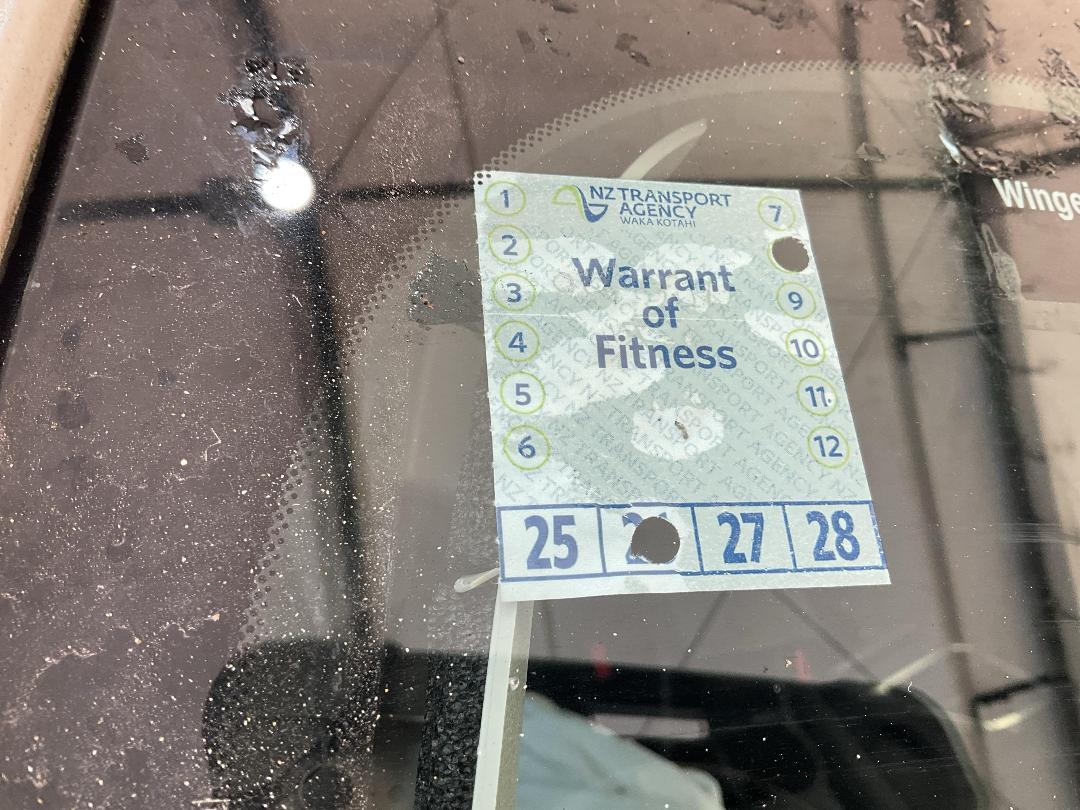 NZ TRANSPORT
AGENCY
WAKA KOTAHI
Warrant
of
Fitness
1
2
3
4
5
6
7
9
10
11
12
25 27 28